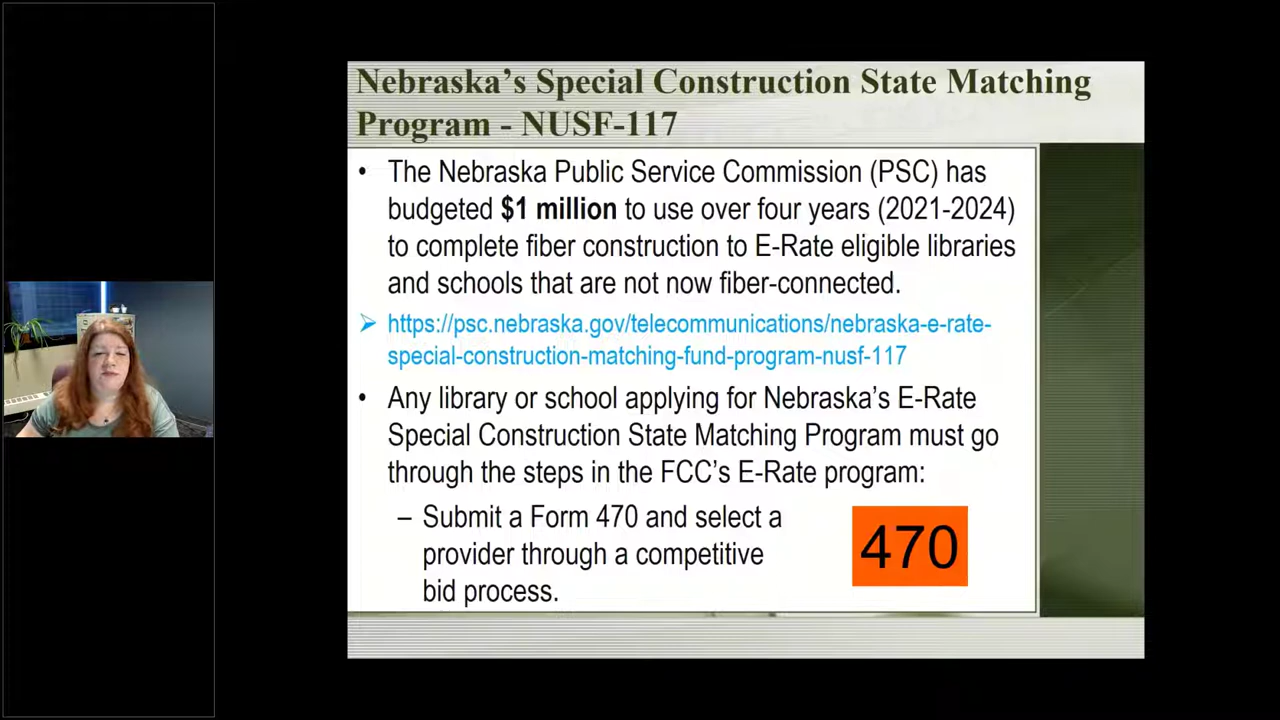 Nebraska's Special Construction State Matching
Program - NUSF-117
• The Nebraska Public Service Commission (PSC) has
budgeted $1 million to use over four years (2021-2024)
to complete fiber construction to E-Rate eligible libraries
and schools that are not now fiber-connected.
➢ https://psc.nebraska.gov/telecommunications/nebraska-e-rate-
special-construction-matching-fund-program-nusf-117
• Any library or school applying for Nebraska's E-Rate
Special Construction State Matching Program must go
through the steps in the FCC's E-Rate program:
– Submit a Form 470 and select a
provider through a competitive
bid process.
470